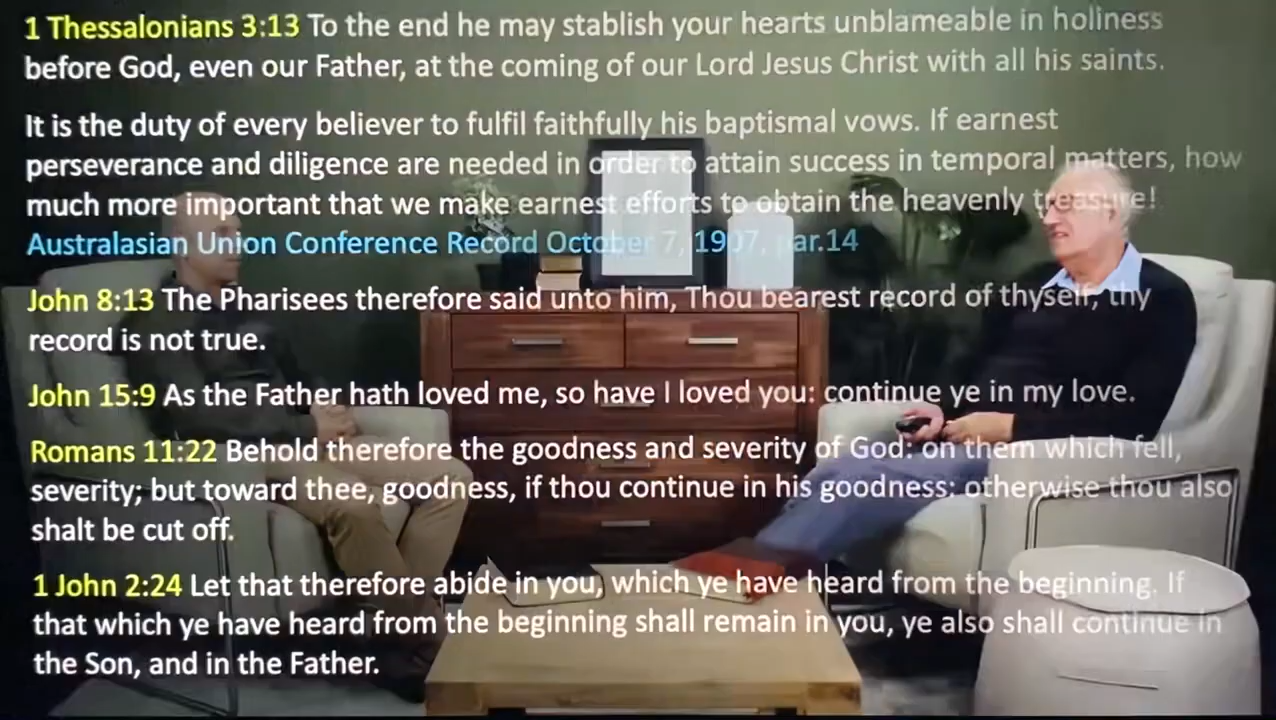 1 Thessalonians 3:13 To the end he may stablish your hearts unblameable in holiness
before God, even our Father, at the coming of our Lord Jesus Christ with all his saints.
It is the duty of every believer to fulfil faithfully his baptismal vows. If earnest
perseverance and diligence are needed in order to attain success in temporal matters, how
much more important that we make earnest efforts to obtain the heavenly treasure!
Australasian Union Conference Record October 7, 1907, par.14
John 8:13 The Pharisees therefore said unto him, Thou bearest record of thyself; thy
record is not true.
John 15:9 As the Father hath loved me, so have I loved you: continue ye in my love.
Romans 11:22 Behold therefore the goodness and severity of God: on them which fell,
severity; but toward thee, goodness, if thou continue in his goodness: otherwise thou also
shalt be cut off.
1 John 2:24 Let that therefore abide in you, which ye have heard from the beginning. If
that which ye have heard from the beginning shall remain in you, ye also shall continue in
the Son, and in the Father.